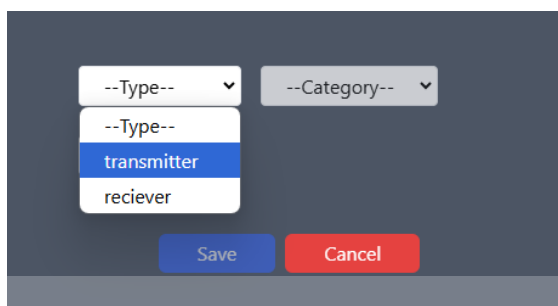 --Type-- --Category--
--Type--
transmitter
reciever
Save Cancel